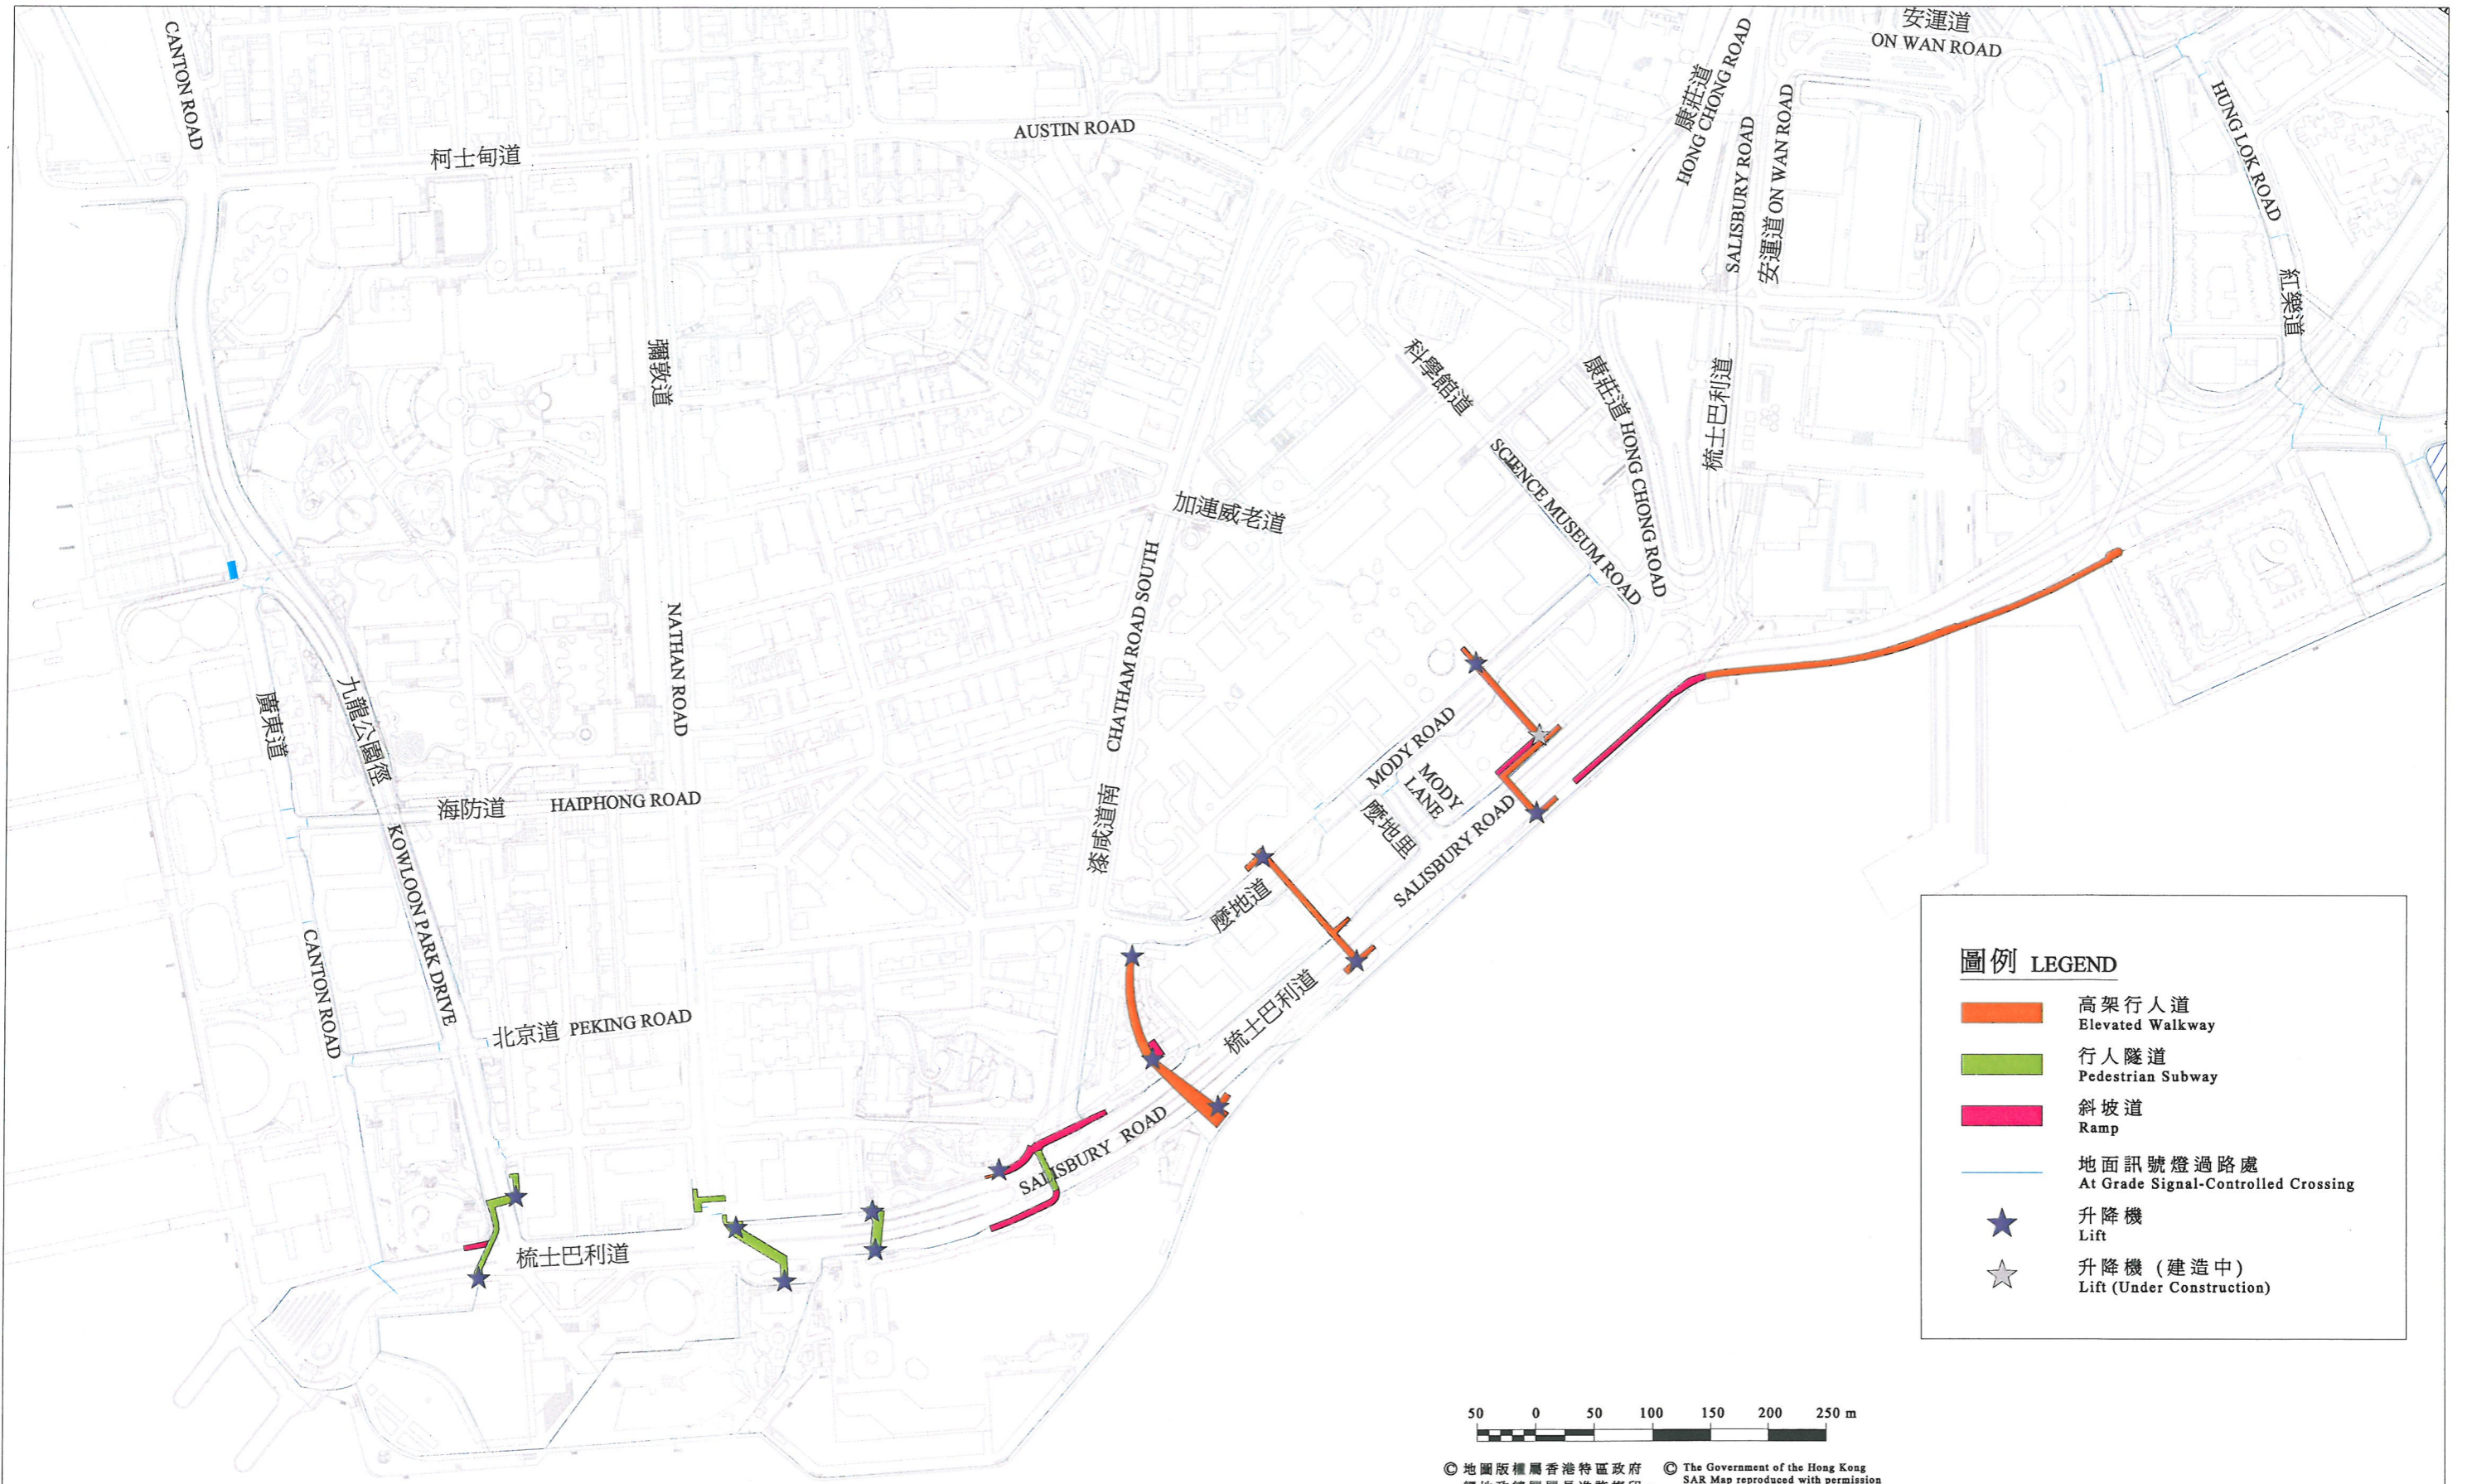 CANTON ROAD
柯士甸道
AUSTIN ROAD
康莊道
HONG CHONG ROAD
SALISBURY ROAD
安運道 ON WAN ROAD
安運道
ON WAN ROAD
HUNG LOK ROAD
紅樂道
彌敦道
NATHAN ROAD
科學館道
SCIENCE MUSEUM ROAD
康莊道 HONG CHONG ROAD
梳士巴利道
加連威老道
CHATHAM ROAD SOUTH
漆咸道南
廣東道
九龍公園徑
海防道 HAIPHONG ROAD
KOWLOON PARK DRIVE
CANTON ROAD
北京道 PEKING ROAD
MODY ROAD
MODY
LANE
麼地里
SALISBURY ROAD
麼地道
梳士巴利道
SALISBURY ROAD
梳士巴利道
圖例 LEGEND
高架行人道
Elevated Walkway
行人隧道
Pedestrian Subway
斜坡道
Ramp
地面訊號燈過路處
At Grade Signal-Controlled Crossing
升降機
Lift
升降機 (建造中)
Lift (Under Construction)
50 0 50 100 150 200 250 m
© 地圖版權屬香港特區政府
© The Government of the Hong Kong
SAR Map reproduced with permission